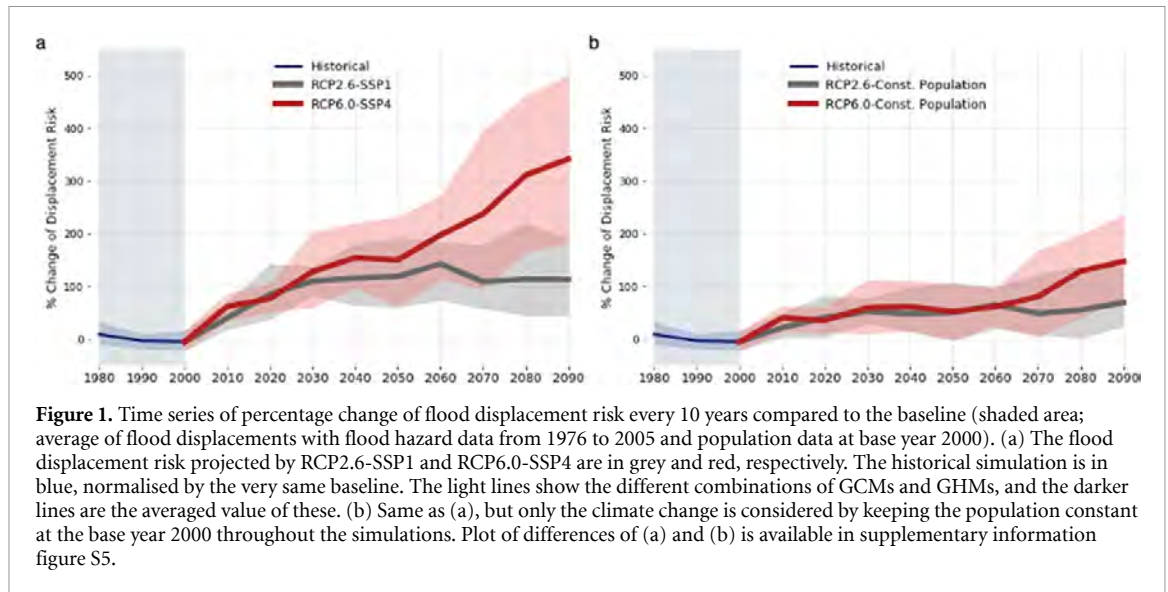 a
b
% Change of Displacement Risk
500
400
300
200
100
0
Historical
RCP2.6-SSP1
RCP6.0-SSP4
1980 1990 2000 2010 2020 2030 2040 2050 2060 2070 2080 2090
% Change of Displacement Risk
500
400
300
200
100
0
Historical
RCP2.6-Const. Population
RCP6.0-Const. Population
1980 1990 2000 2010 2020 2030 2040 2050 2060 2070 2080 2090
Figure 1. Time series of percentage change of flood displacement risk every 10 years compared to the baseline (shaded area;
average of flood displacements with flood hazard data from 1976 to 2005 and population data at base year 2000). (a) The flood
displacement risk projected by RCP2.6-SSP1 and RCP6.0-SSP4 are in grey and red, respectively. The historical simulation is in
blue, normalised by the very same baseline. The light lines show the different combinations of GCMs and GHMs, and the darker
lines are the averaged value of these. (b) Same as (a), but only the climate change is considered by keeping the population constant
at the base year 2000 throughout the simulations. Plot of differences of (a) and (b) is available in supplementary information
figure S5.